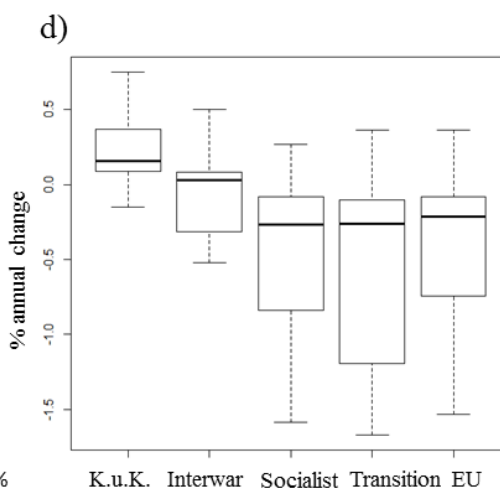 d)
% annual change
0.5
0.0
-0.5
-1.0
-1.5
%
K.u.K. Interwar Socialist Transition EU